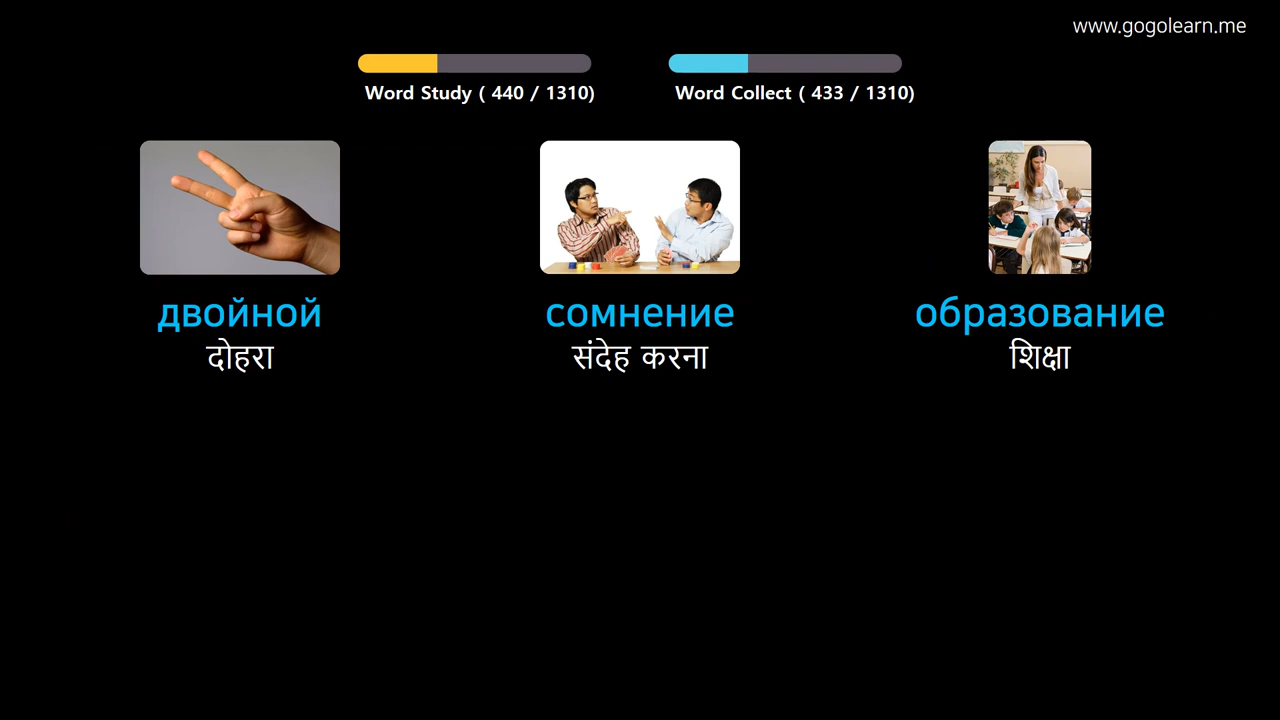 www.gogolearn.me
Word Study ( 440 / 1310)
Word Collect ( 433 / 1310)
двойной
दोहरा
сомнение
संदेह करना
образование
शिक्षा